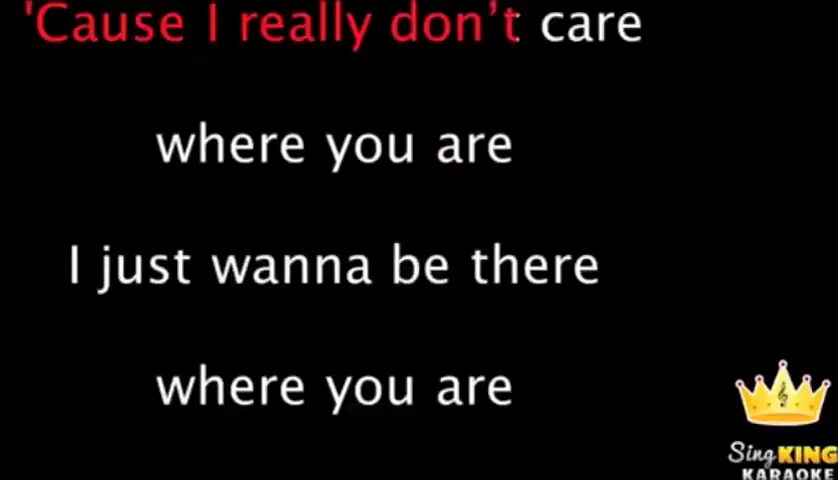 'Cause I really don’t care
where you are
I just wanna be there
where you are
Sing KING
KARAOKE